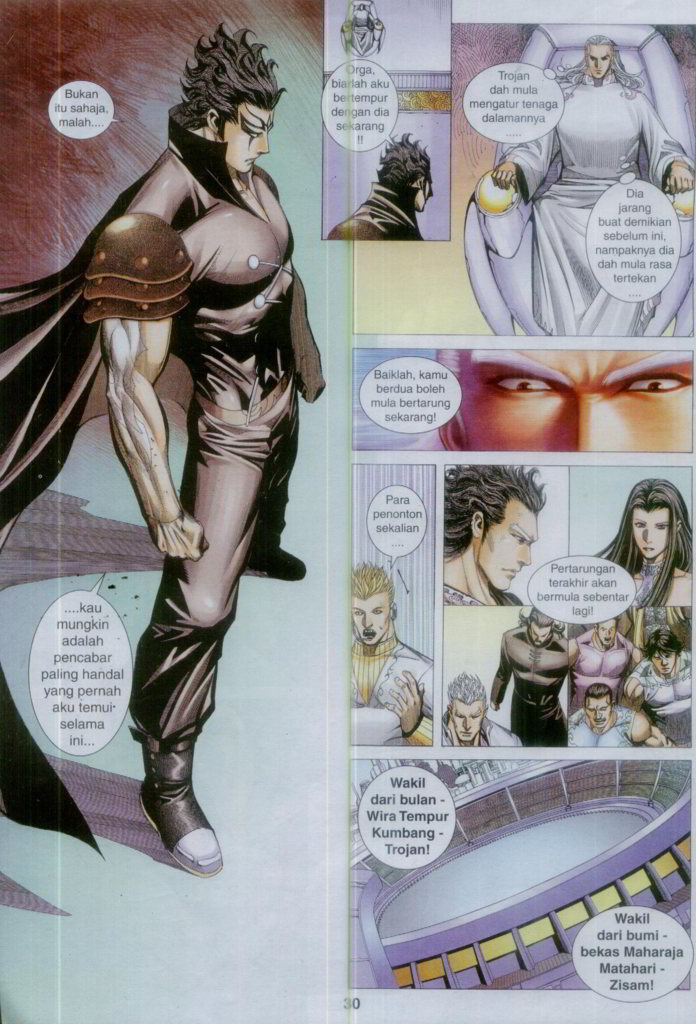 Bukan
itu sahaja,
malah....
....kau
mungkin
adalah
pencabar
paling handal
yang pernah
aku temui
selama
ini...
Orga,
biarlah aku
bertempur
dengan dia
sekarang
!!
Trojan
dah mula
mengatur tenaga
dalamannya
.....
Dia
jarang
buat demikian
sebelum ini,
nampaknya dia
dah mula rasa
tertekan
....
Baiklah, kamu
berdua boleh
mula bertarung
sekarang!
Para
penonton
sekalian
....
Pertarungan
terakhir akan
bermula sebentar
lagi!
Wakil
dari bulan -
Wira Tempur
Kumbang -
Trojan!
Wakil
dari bumi -
bekas Maharaja
Matahari -
Zisam!
30